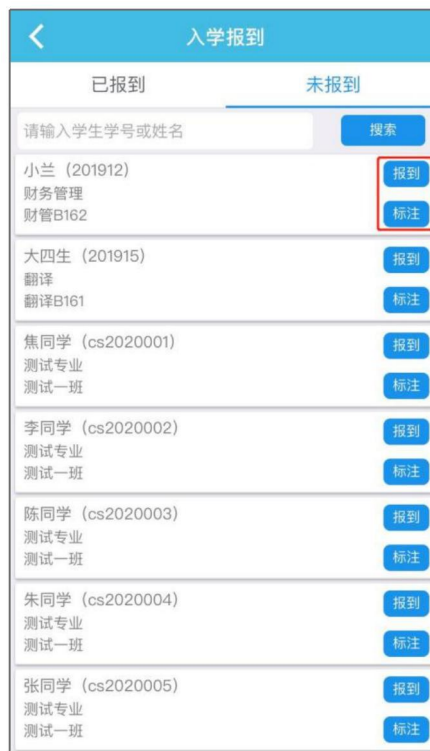 入学报到
已报到 未报到
请输入学生学号或姓名 搜索
小兰（201912） 报到
财务管理
财管B162 标注
大四生（201915） 报到
翻译
翻译B161 标注
焦同学（cs2020001） 报到
测试专业
测试一班 标注
李同学（cs2020002） 报到
测试专业
测试一班 标注
陈同学（cs2020003） 报到
测试专业
测试一班 标注
朱同学（cs2020004） 报到
测试专业
测试一班 标注
张同学（cs2020005） 报到
测试专业
测试一班 标注